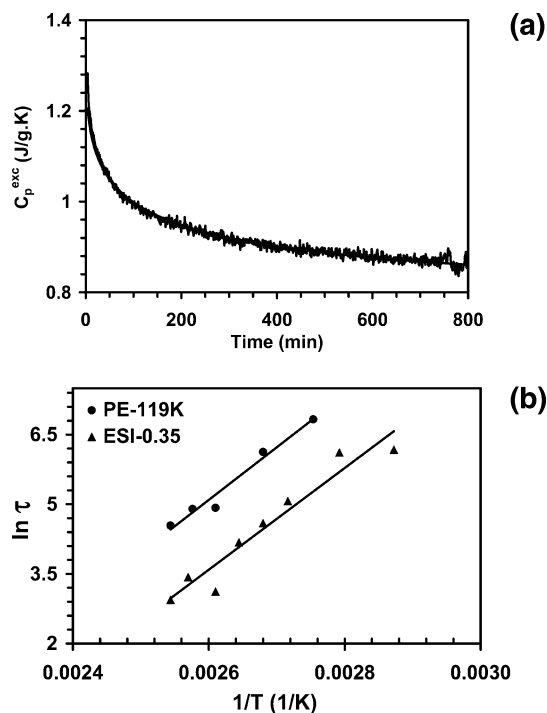 (a)
1.4
1.2
1
0.8
C_p^exc (J/g.K)
0 200 400 600 800
Time (min)
(b)
PE-119K
ESI-0.35
6.5
5
3.5
2
ln τ
0.0024 0.0026 0.0028 0.0030
1/T (1/K)